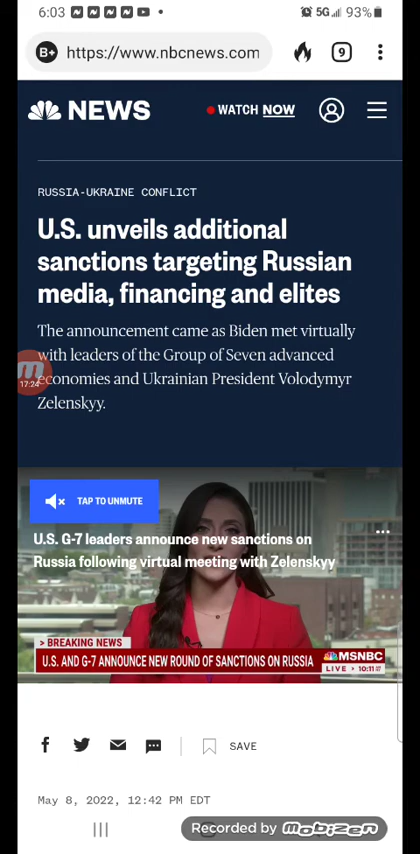 6:03
5G
93%
B+
https://www.nbcnews.com
9
NEWS
WATCH NOW
RUSSIA-UKRAINE CONFLICT
U.S. unveils additional
sanctions targeting Russian
media, financing and elites
The announcement came as Biden met virtually
with leaders of the Group of Seven advanced
economies and Ukrainian President Volodymyr
Zelenskyy.
17:24
TAP TO UNMUTE
U.S. G-7 leaders announce new sanctions on
Russia following virtual meeting with Zelenskyy
> BREAKING NEWS
U.S. AND G-7 ANNOUNCE NEW ROUND OF SANCTIONS ON RUSSIA
MSNBC
LIVE 10:11
SAVE
May 8, 2022, 12:42 PM EDT
Recorded by mobizen